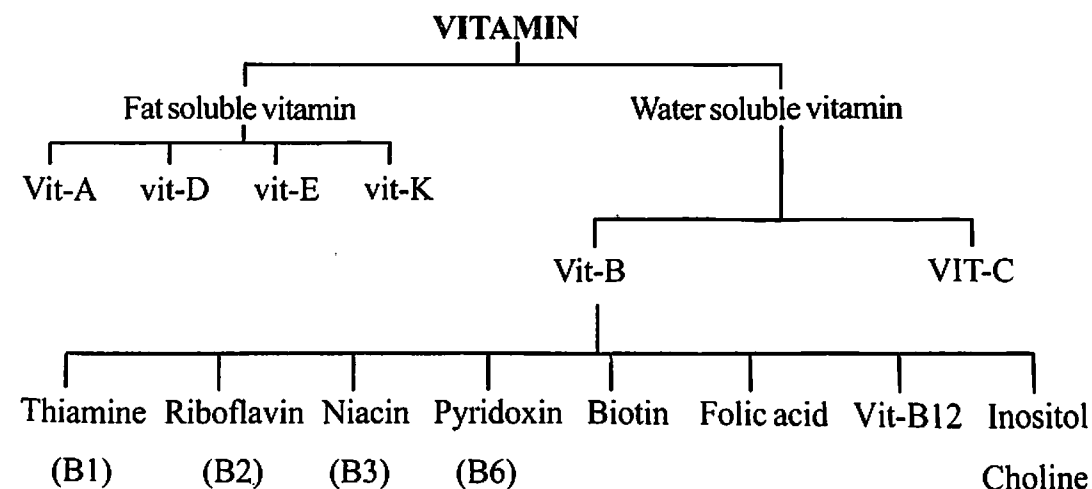 VITAMIN
Fat soluble vitamin Water soluble vitamin
Vit-A vit-D vit-E vit-K
Vit-B VIT-C
Thiamine Riboflavin Niacin Pyridoxin Biotin Folic acid Vit-B12 Inositol
(B1) (B2) (B3) (B6) Choline